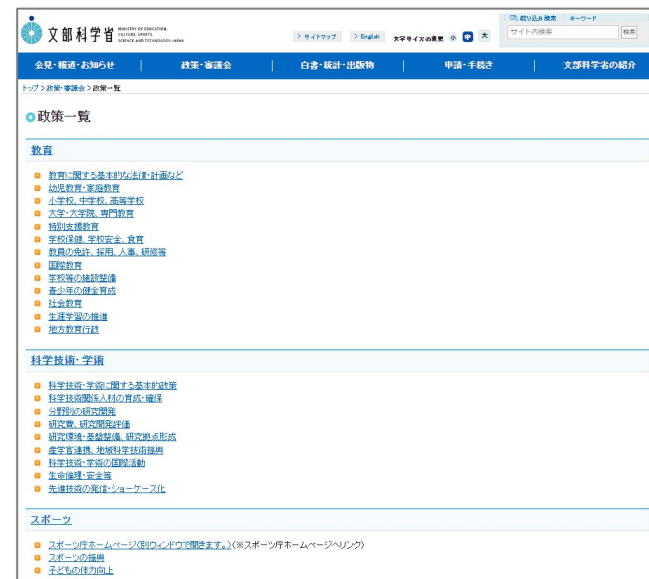 文部科学省
MINISTRY OF EDUCATION,
CULTURE, SPORTS,
SCIENCE AND TECHNOLOGY-JAPAN
> サイトマップ > English 文字サイズの変更 小 中 大
絞り込み検索 キーワード
サイト内検索 検索
会見・報道・お知らせ 政策・審議会 白書・統計・出版物 申請・手続き 文部科学省の紹介
トップ > 政策・審議会 > 政策一覧
政策一覧
教育
教育に関する基本的な法律・計画など
幼児教育・家庭教育
小学校、中学校、高等学校
大学・大学院、専門教育
特別支援教育
学校保健、学校安全、食育
教員の免許、採用、人事、研修等
国際教育
学校等の施設整備
青少年の健全育成
社会教育
生涯学習の推進
地方教育行政
科学技術・学術
科学技術・学術に関する基本的政策
科学技術関係人材の育成・確保
分野別の研究開発
研究費、研究開発評価
研究環境・基盤整備、研究拠点形成
産学官連携、地域科学技術振興
科学技術・学術の国際活動
生命倫理・安全等
先進技術の発信・ショーケース化
スポーツ
スポーツ庁ホームページ(別ウィンドウで開きます。)(※スポーツ庁ホームページへリンク)
スポーツの振興
子どもの体力向上